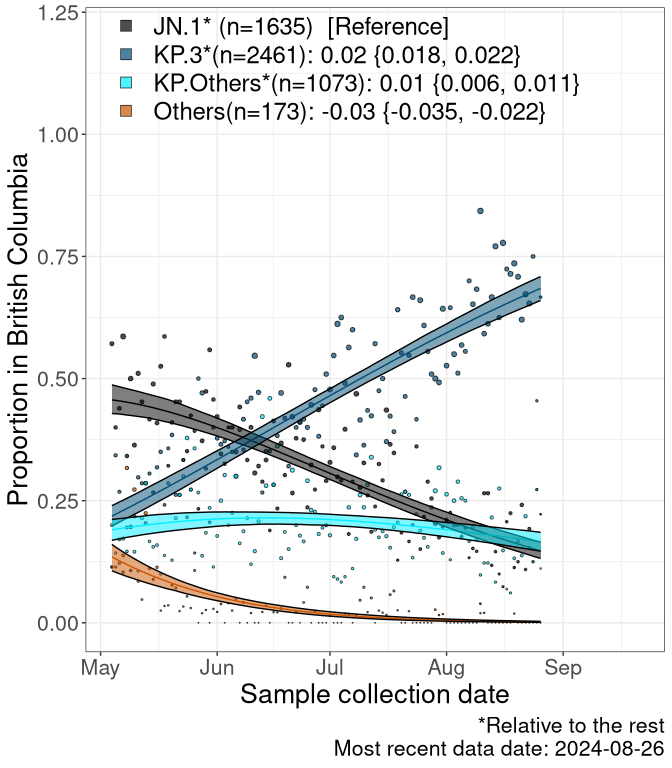 JN.1* (n=1635) [Reference]
KP.3*(n=2461): 0.02 {0.018, 0.022}
KP.Others*(n=1073): 0.01 {0.006, 0.011}
Others(n=173): -0.03 {-0.035, -0.022}
Proportion in British Columbia
1.25
1.00
0.75
0.50
0.25
0.00
May Jun Jul Aug Sep
Sample collection date
*Relative to the rest
Most recent data date: 2024-08-26